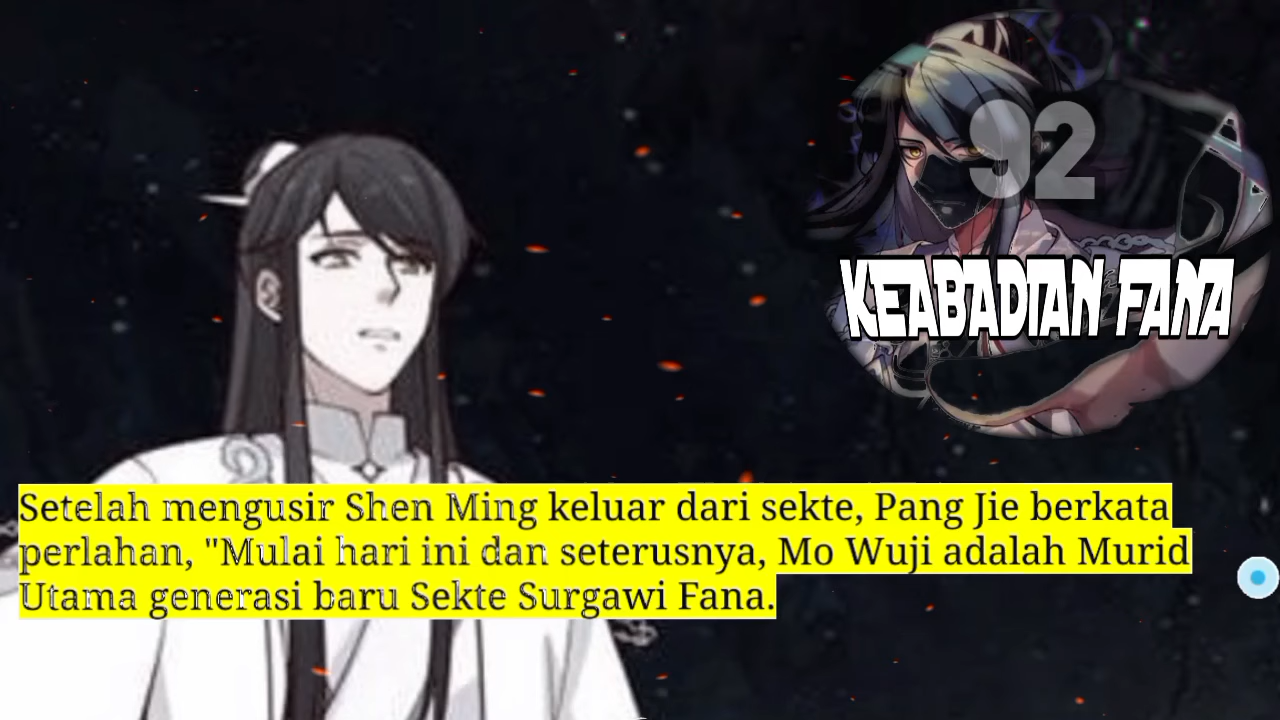 92
KEABADIAN FANA
Setelah mengusir Shen Ming keluar dari sekte, Pang Jie berkata
perlahan, "Mulai hari ini dan seterusnya, Mo Wuji adalah Murid
Utama generasi baru Sekte Surgawi Fana.